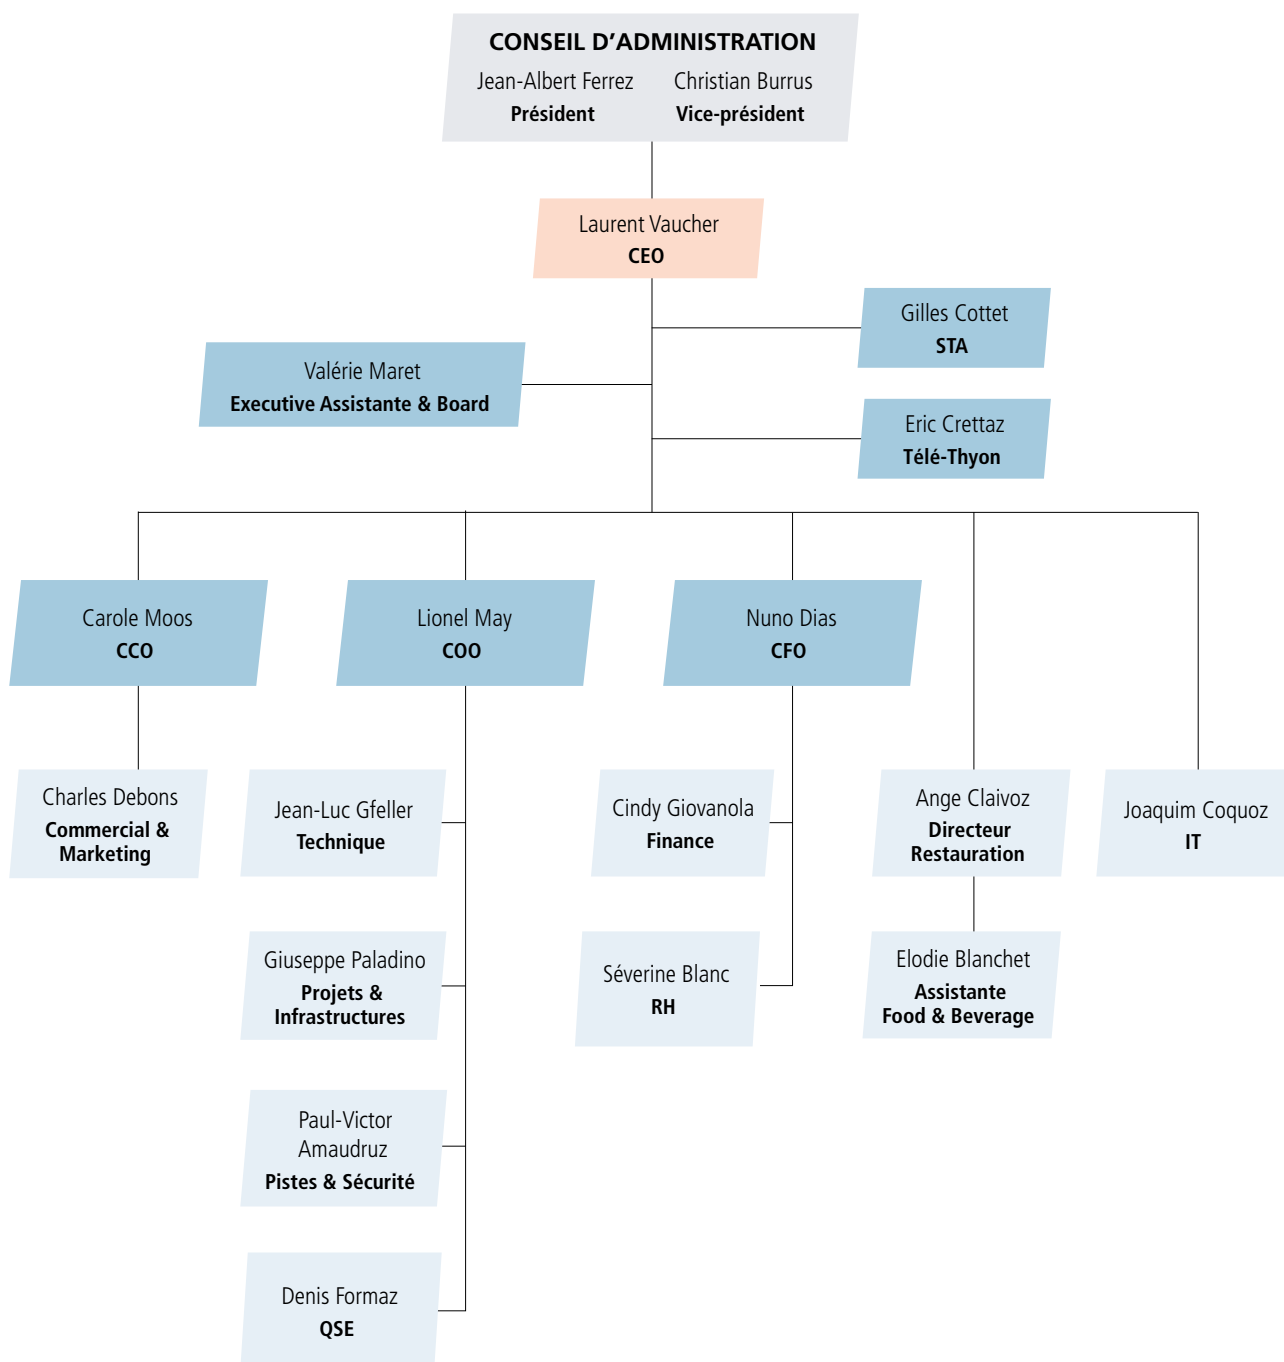 CONSEIL D’ADMINISTRATION
Jean-Albert Ferrez
Président
Christian Burrus
Vice-président
Laurent Vaucher
CEO
Gilles Cottet
STA
Valérie Maret
Executive Assistante & Board
Eric Crettaz
Télé-Thyon
Carole Moos
CCO
Lionel May
COO
Nuno Dias
CFO
Charles Debons
Commercial &
Marketing
Jean-Luc Gfeller
Technique
Cindy Giovanola
Finance
Ange Claivoz
Directeur
Restauration
Joaquim Coquoz
IT
Giuseppe Paladino
Projets &
Infrastructures
Séverine Blanc
RH
Elodie Blanchet
Assistante
Food & Beverage
Paul-Victor
Amaudruz
Pistes & Sécurité
Denis Formaz
QSE